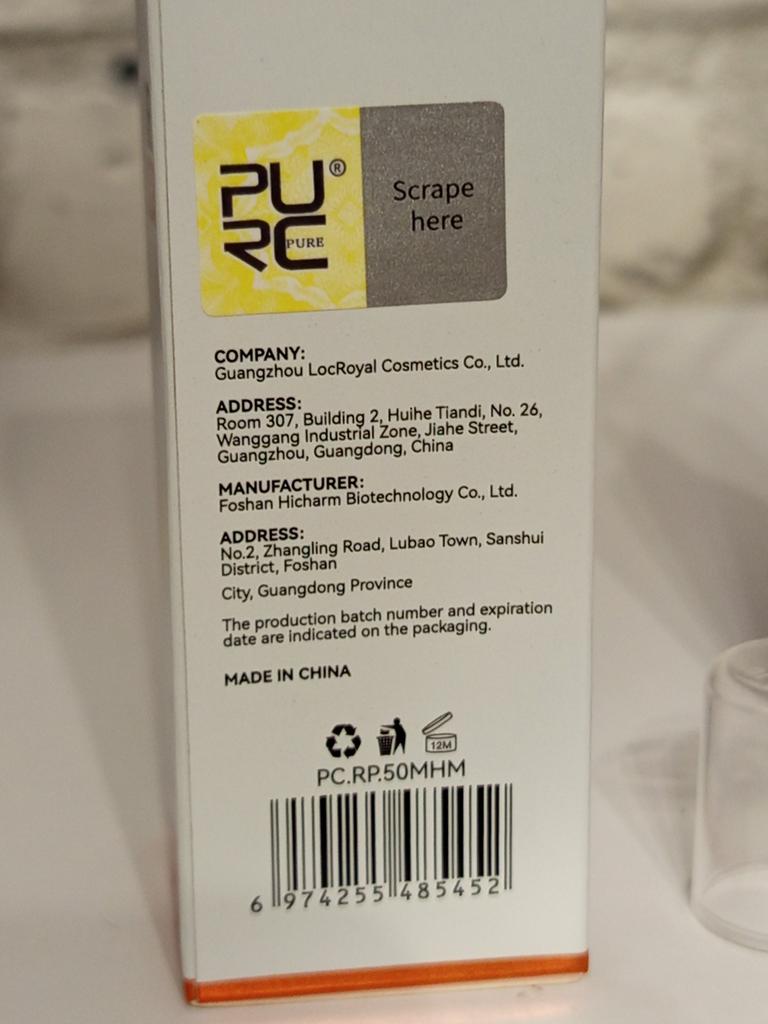 PURC®
PURE
Scrape
here
COMPANY:
Guangzhou LocRoyal Cosmetics Co., Ltd.
ADDRESS:
Room 307, Building 2, Huihe Tiandi, No. 26,
Wanggang Industrial Zone, Jiahe Street,
Guangzhou, Guangdong, China
MANUFACTURER:
Foshan Hicharm Biotechnology Co., Ltd.
ADDRESS:
No.2, Zhangling Road, Lubao Town, Sanshui
District, Foshan
City, Guangdong Province
The production batch number and expiration
date are indicated on the packaging.
MADE IN CHINA
12M
PC.RP.50MHM
6 974255 485452